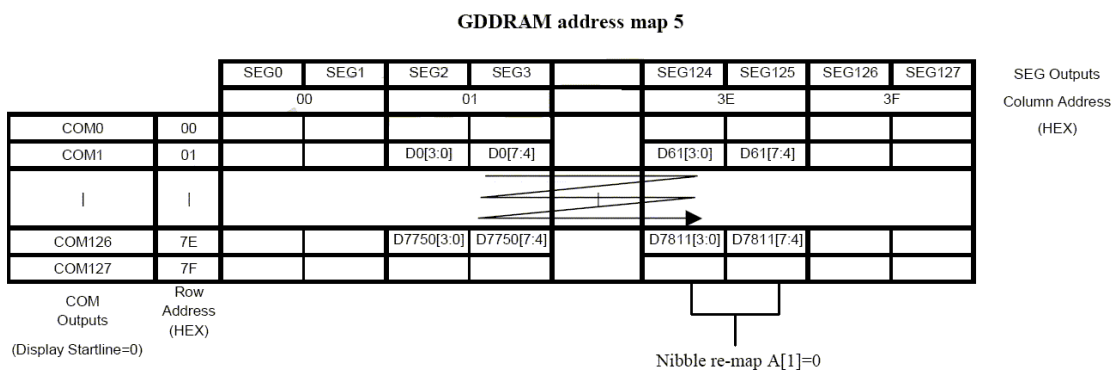 GDDRAM address map 5
SEG0 SEG1 SEG2 SEG3 SEG124 SEG125 SEG126 SEG127 SEG Outputs
00 01 3E 3F Column Address
(HEX)
COM0 00
COM1 01 D0[3:0] D0[7:4] D61[3:0] D61[7:4]
| | |
COM126 7E D7750[3:0] D7750[7:4] D7811[3:0] D7811[7:4]
COM127 7F
COM
Outputs
(Display Startline=0)
Row
Address
(HEX)
Nibble re-map A[1]=0